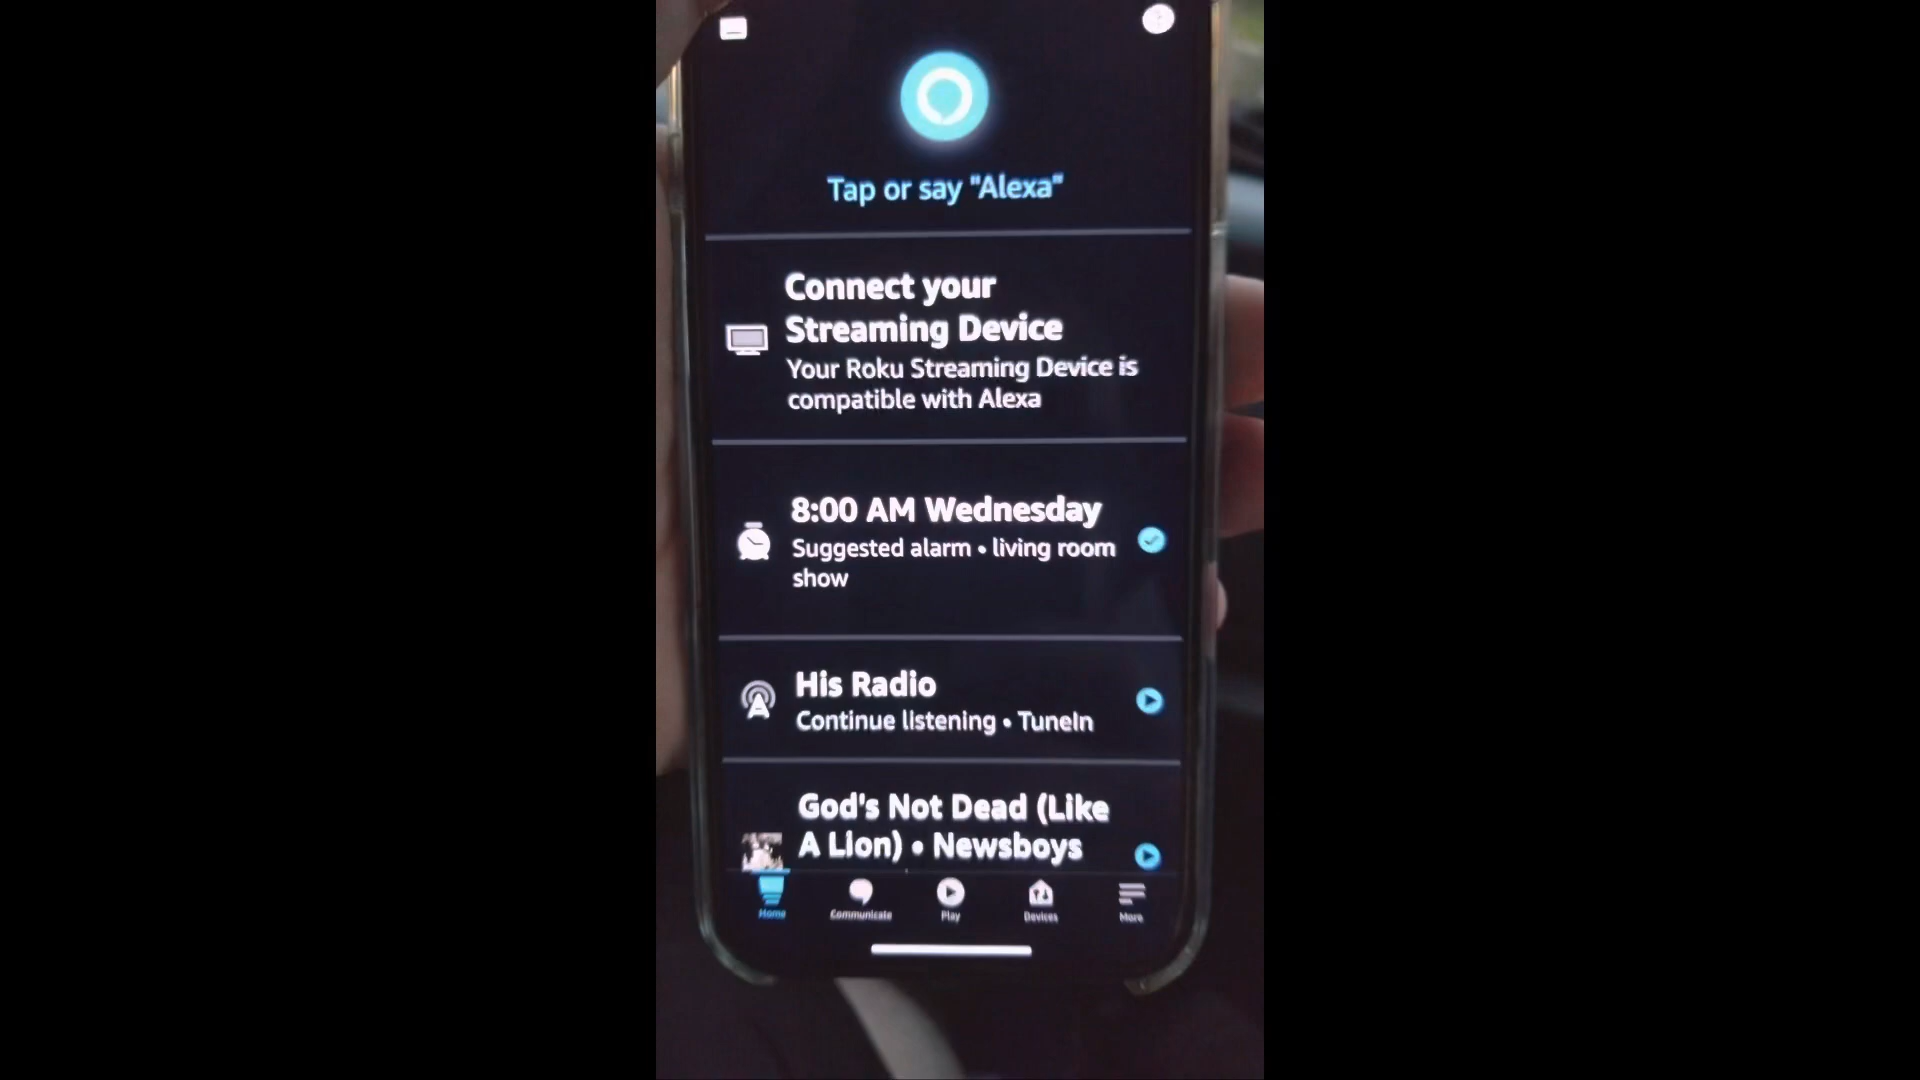 Tap or say "Alexa"
Connect your
Streaming Device
Your Roku Streaming Device is
compatible with Alexa
8:00 AM Wednesday
Suggested alarm • living room
show
His Radio
Continue listening • TuneIn
God's Not Dead (Like
A Lion) • Newsboys
Home Communicate Play Devices More